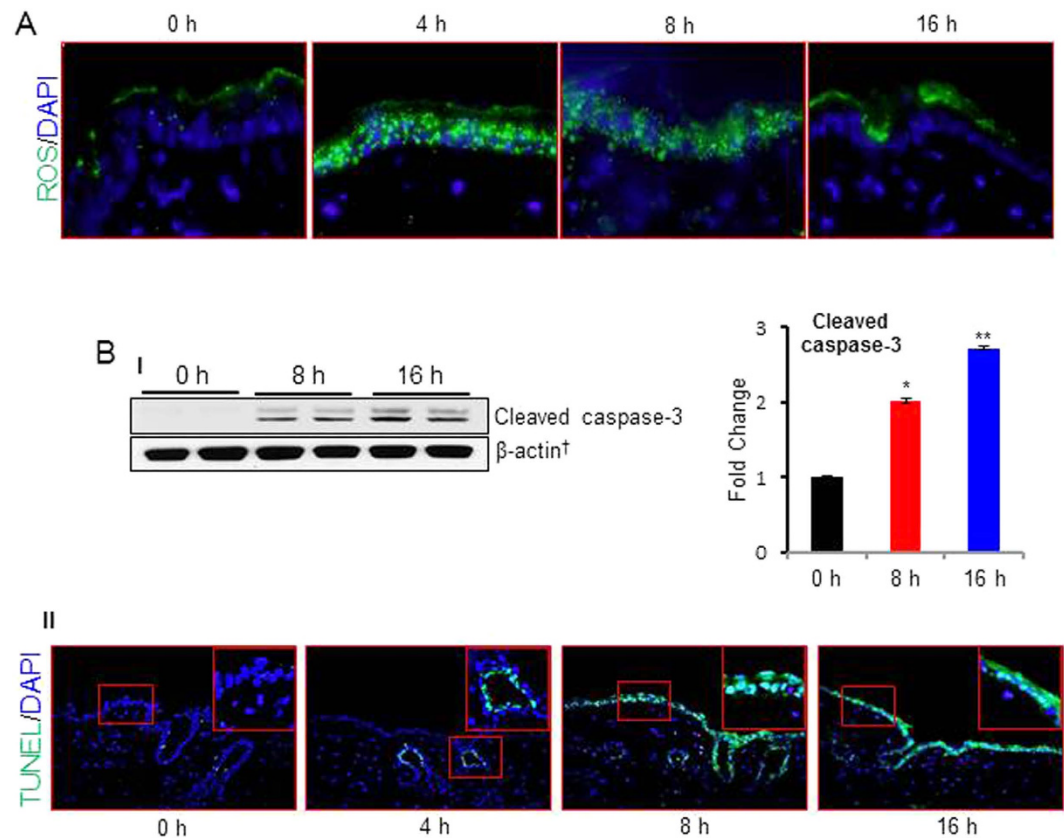 A
0 h
4 h
8 h
16 h
ROS/DAPI
B
I
0 h
8 h
16 h
Cleaved caspase-3
β-actin†
Cleaved
caspase-3
Fold Change
3
2
1
0
*
**
0 h
8 h
16 h
II
TUNEL/DAPI
0 h
4 h
8 h
16 h